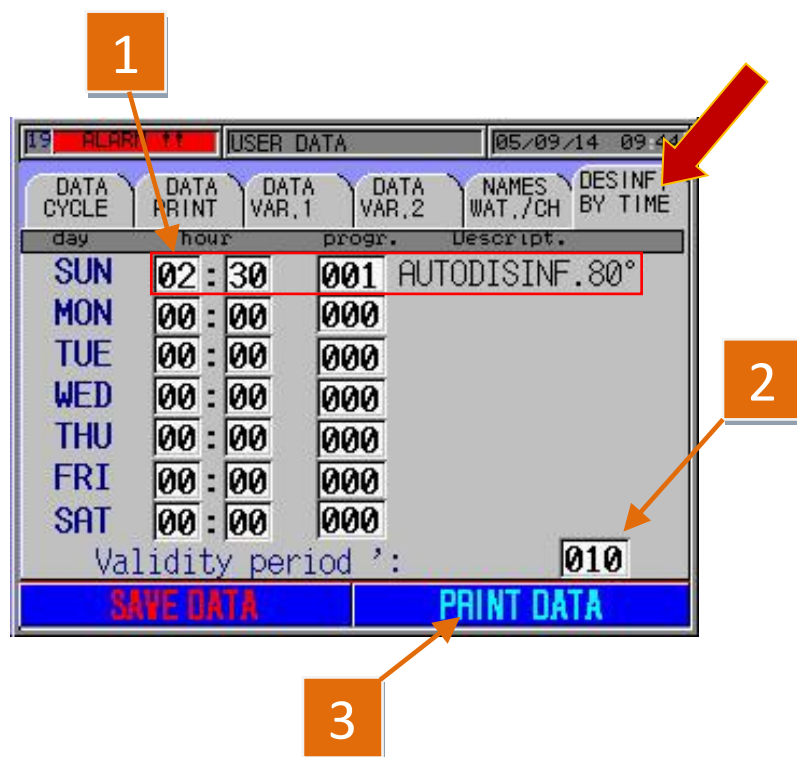 1
19 ALARM !! USER DATA 05/09/14 09:44
DATA CYCLE DATA PRINT DATA VAR.1 DATA VAR.2 NAMES WAT./CH DESINF. BY TIME
day hour progr. Descript.
SUN 02:30 001 AUTODISINF.80°
MON 00:00 000
TUE 00:00 000
WED 00:00 000
THU 00:00 000
FRI 00:00 000
SAT 00:00 000
2
Validity period ’: 010
SAVE DATA PRINT DATA
3